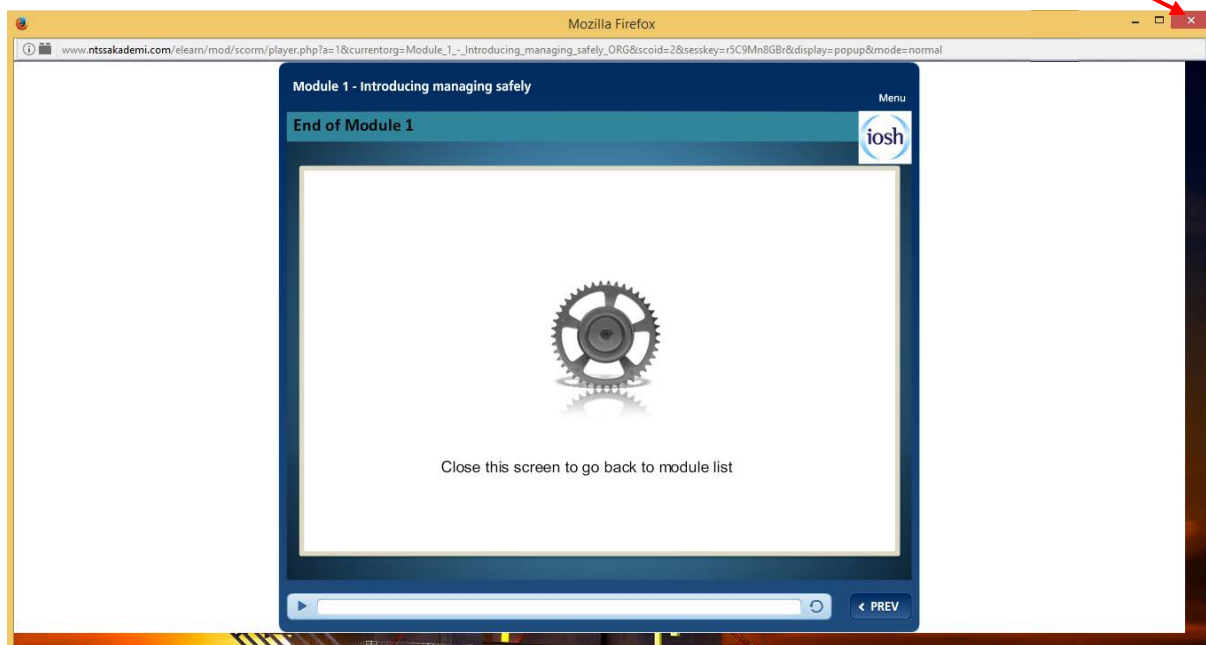 Mozilla Firefox
www.ntssakademi.com/elearn/mod/scorm/player.php?a=1&currentorg=Module_1_-_Introducing_managing_safely_ORG&scoid=2&sesskey=r5C9Mn8GBr&display=popup&mode=normal
Module 1 - Introducing managing safely
Menu
End of Module 1
iosh
Close this screen to go back to module list
PREV